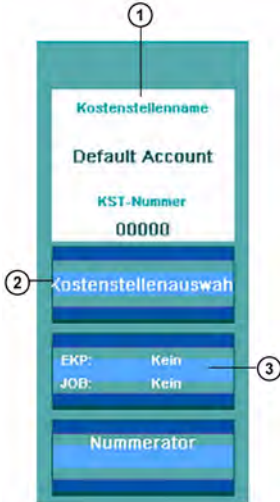 1
Kostenstellenname
Default Account
KST-Nummer
00000
2
Kostenstellenauswah
3
EKP: Kein
JOB: Kein
Nummerator